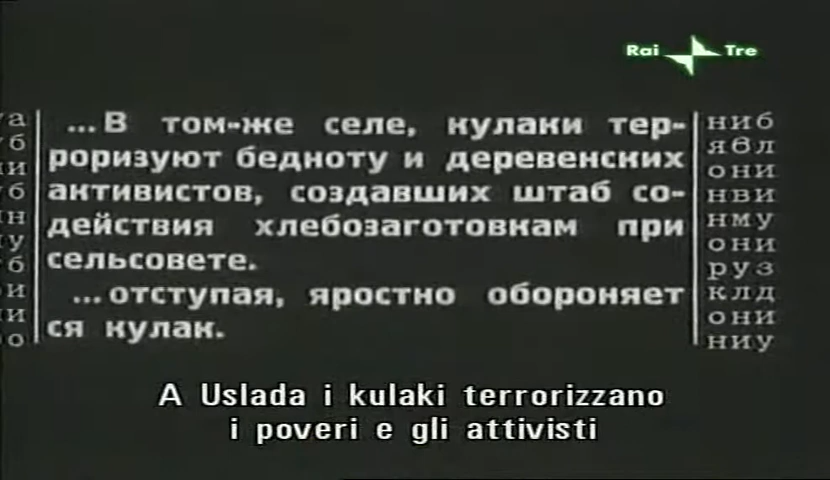 Rai Tre
...В том-же селе, кулаки тер-
роризуют бедноту и деревенских
активистов, создавших штаб со-
действия хлебозаготовкам при
сельсовете.
...отступая, яростно обороняет
ся кулак.
ниб
явл
они
нви
нму
они
руз
клд
они
ниу
A Uslada i kulaki terrorizzano
i poveri e gli attivisti